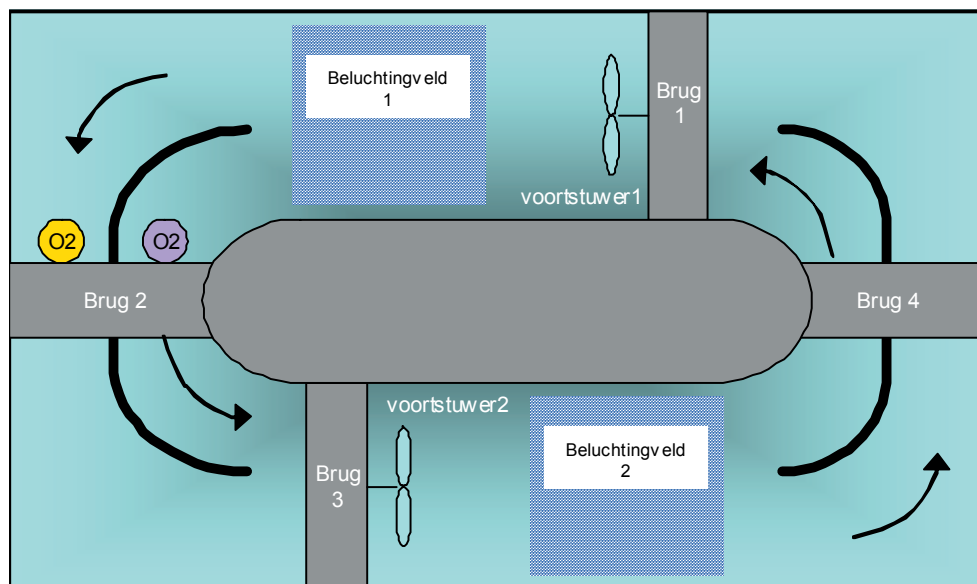 Beluchtingveld
1
Brug
1
voortstuwer1
O2
O2
Brug 2
Brug 4
voortstuwer2
Brug
3
Beluchtingveld
2